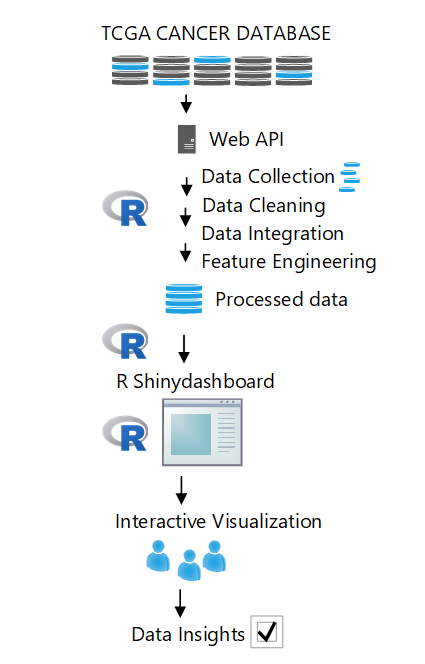 TCGA CANCER DATABASE
Web API
Data Collection
R
Data Cleaning
Data Integration
Feature Engineering
Processed data
R
R Shinydashboard
R
Interactive Visualization
Data Insights